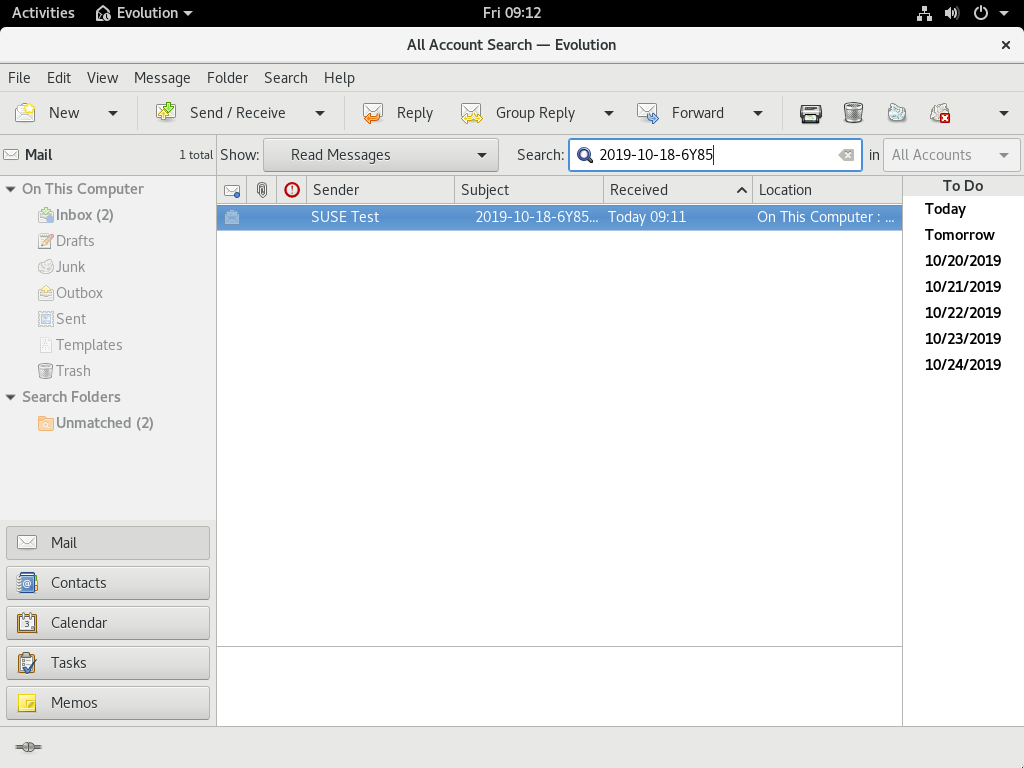 Activities Evolution Fri 09:12
All Account Search — Evolution
File Edit View Message Folder Search Help
New Send / Receive Reply Group Reply Forward
Mail 1 total Show: Read Messages Search: 2019-10-18-6Y85 in All Accounts
On This Computer
Inbox (2)
Drafts
Junk
Outbox
Sent
Templates
Trash
Search Folders
Unmatched (2)
Mail
Contacts
Calendar
Tasks
Memos
Sender Subject Received Location
SUSE Test 2019-10-18-6Y85... Today 09:11 On This Computer : ...
To Do
Today
Tomorrow
10/20/2019
10/21/2019
10/22/2019
10/23/2019
10/24/2019